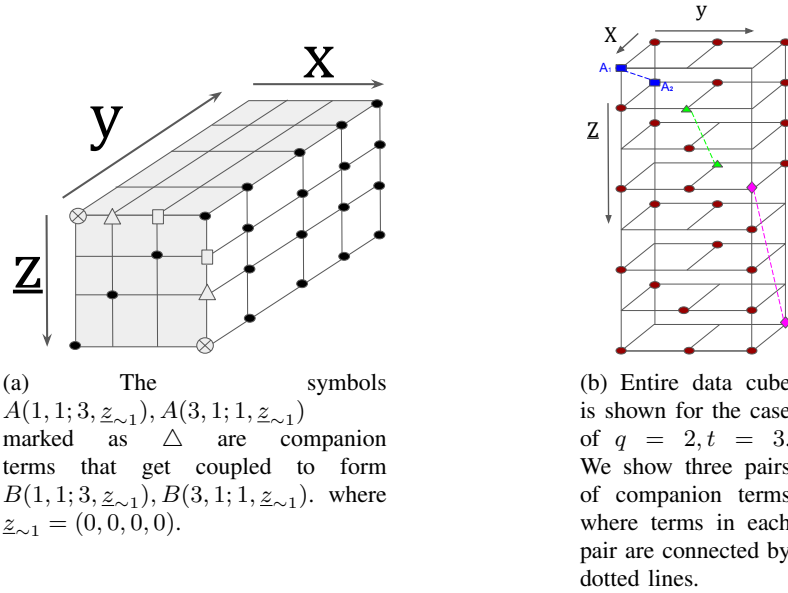 x
y
z
(a) The symbols
A(1, 1; 3, z∼1), A(3, 1; 1, z∼1)
marked as △ are companion
terms that get coupled to form
B(1, 1; 3, z∼1), B(3, 1; 1, z∼1). where
z∼1 = (0, 0, 0, 0).
y
X
A₁
A₂
z
(b) Entire data cube
is shown for the case
of q = 2, t = 3.
We show three pairs
of companion terms
where terms in each
pair are connected by
dotted lines.